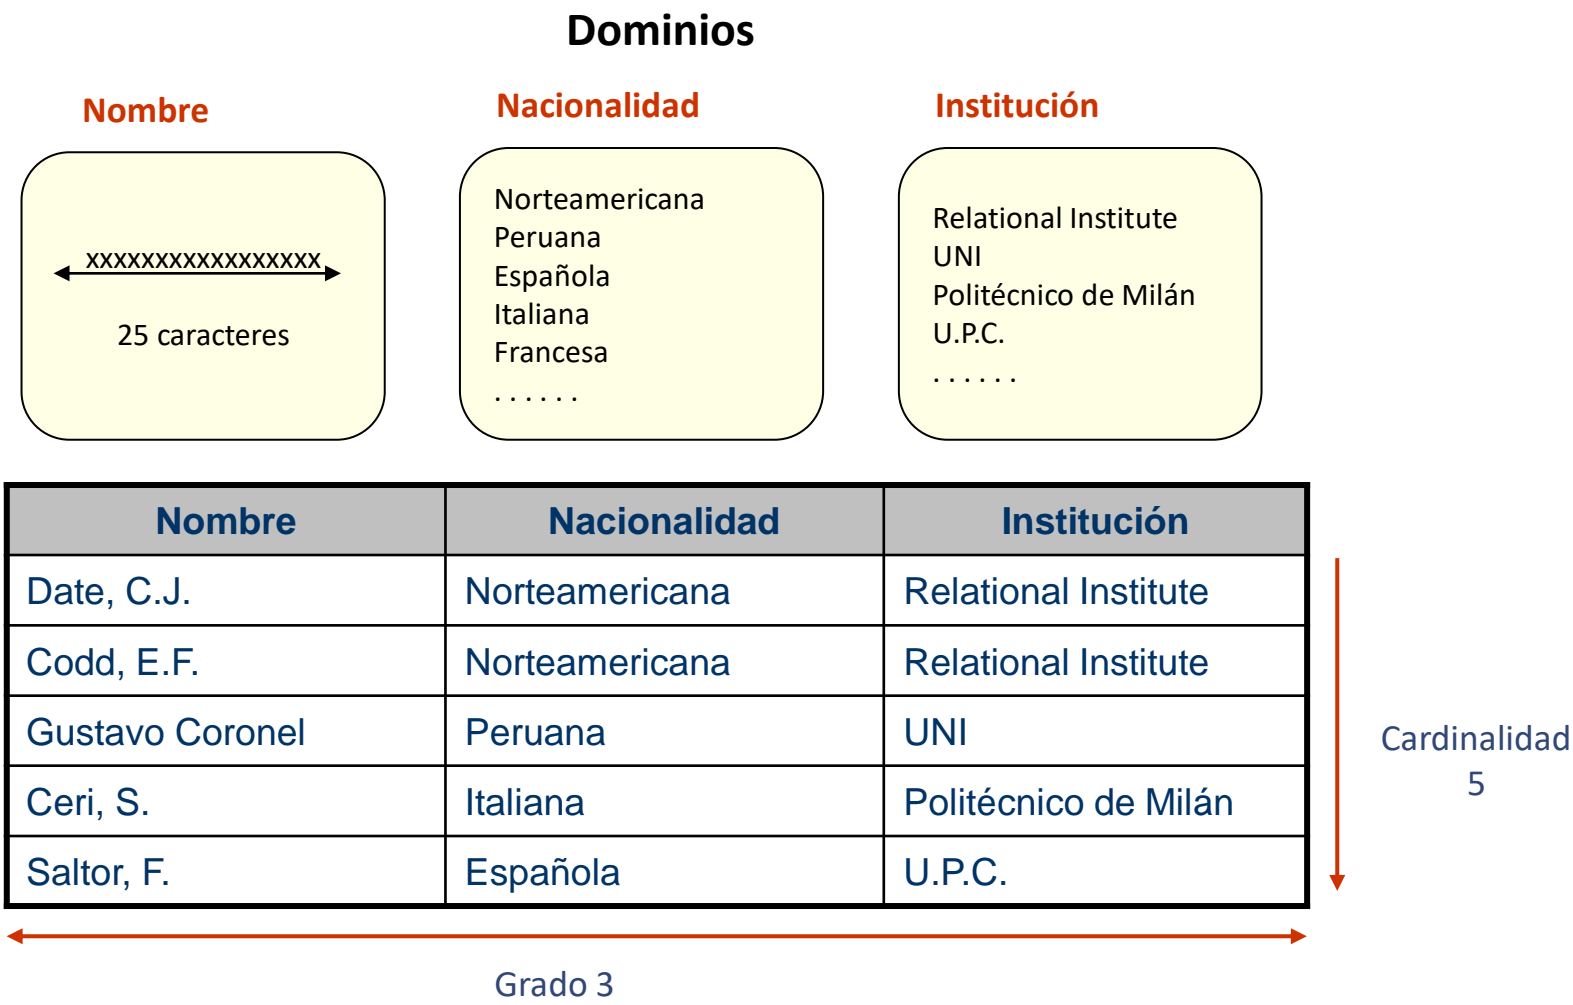 Dominios
Nombre
Nacionalidad
Institución
xxxxxxxxxxxxxxxxx
25 caracteres
Norteamericana
Peruana
Española
Italiana
Francesa
. . . . . .
Relational Institute
UNI
Politécnico de Milán
U.P.C.
. . . . . .
Nombre Nacionalidad Institución
Date, C.J. Norteamericana Relational Institute
Codd, E.F. Norteamericana Relational Institute
Gustavo Coronel Peruana UNI
Ceri, S. Italiana Politécnico de Milán
Saltor, F. Española U.P.C.
Cardinalidad
5
Grado 3